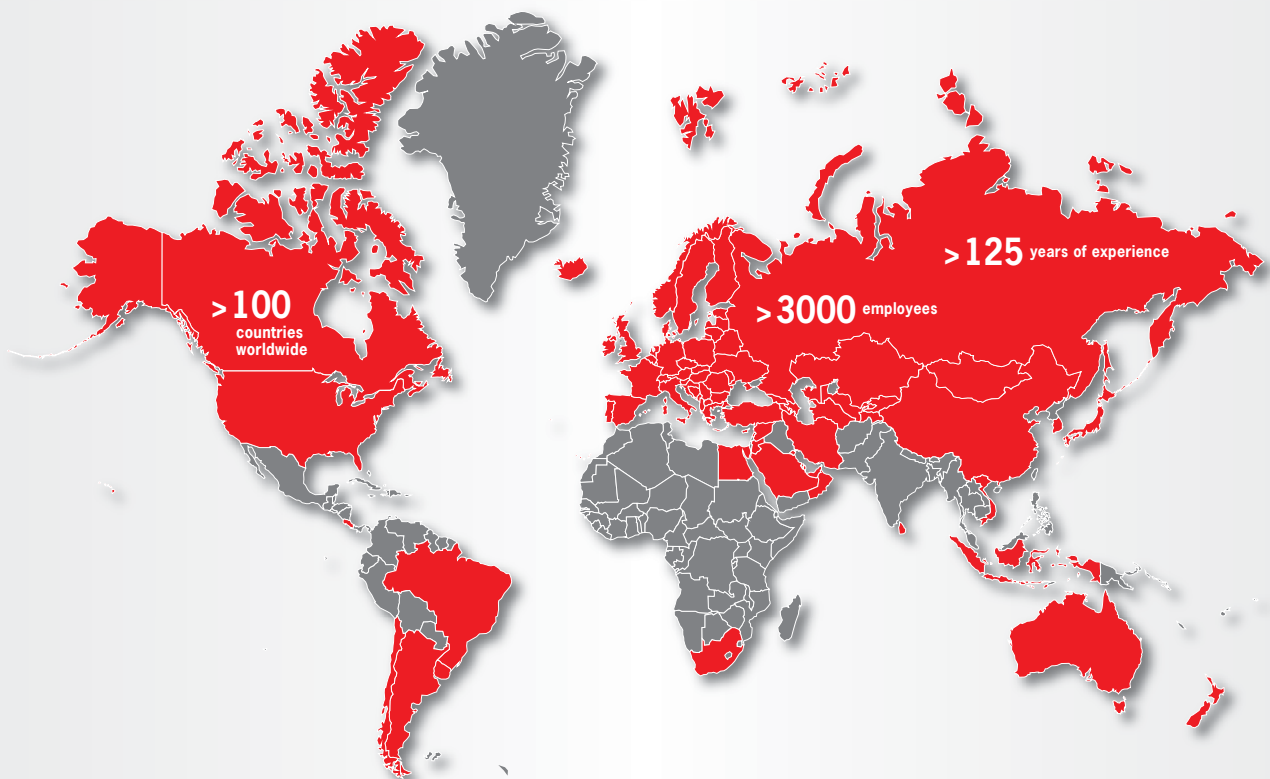 > 125 years of experience
> 100
countries
worldwide
> 3000 employees